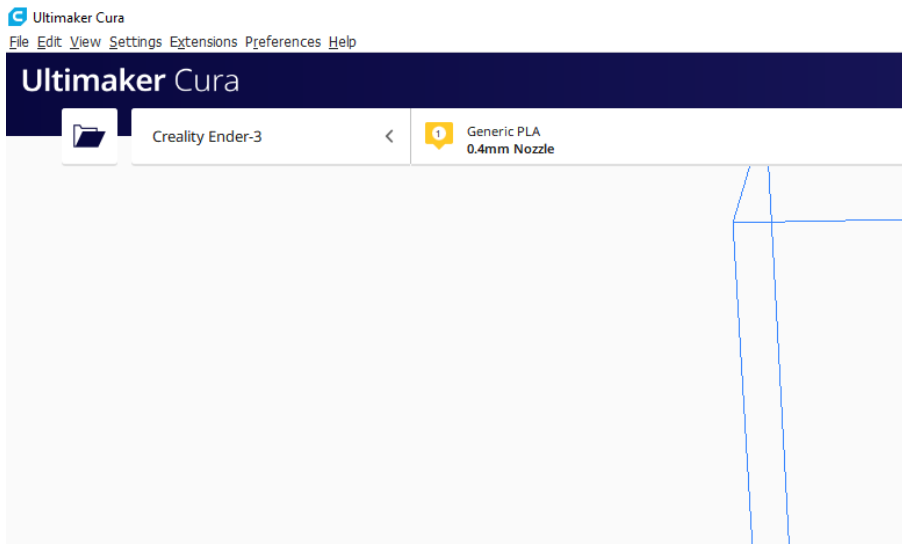 Ultimaker Cura
File Edit View Settings Extensions Preferences Help
Ultimaker Cura
Creality Ender-3
1
Generic PLA
0.4mm Nozzle